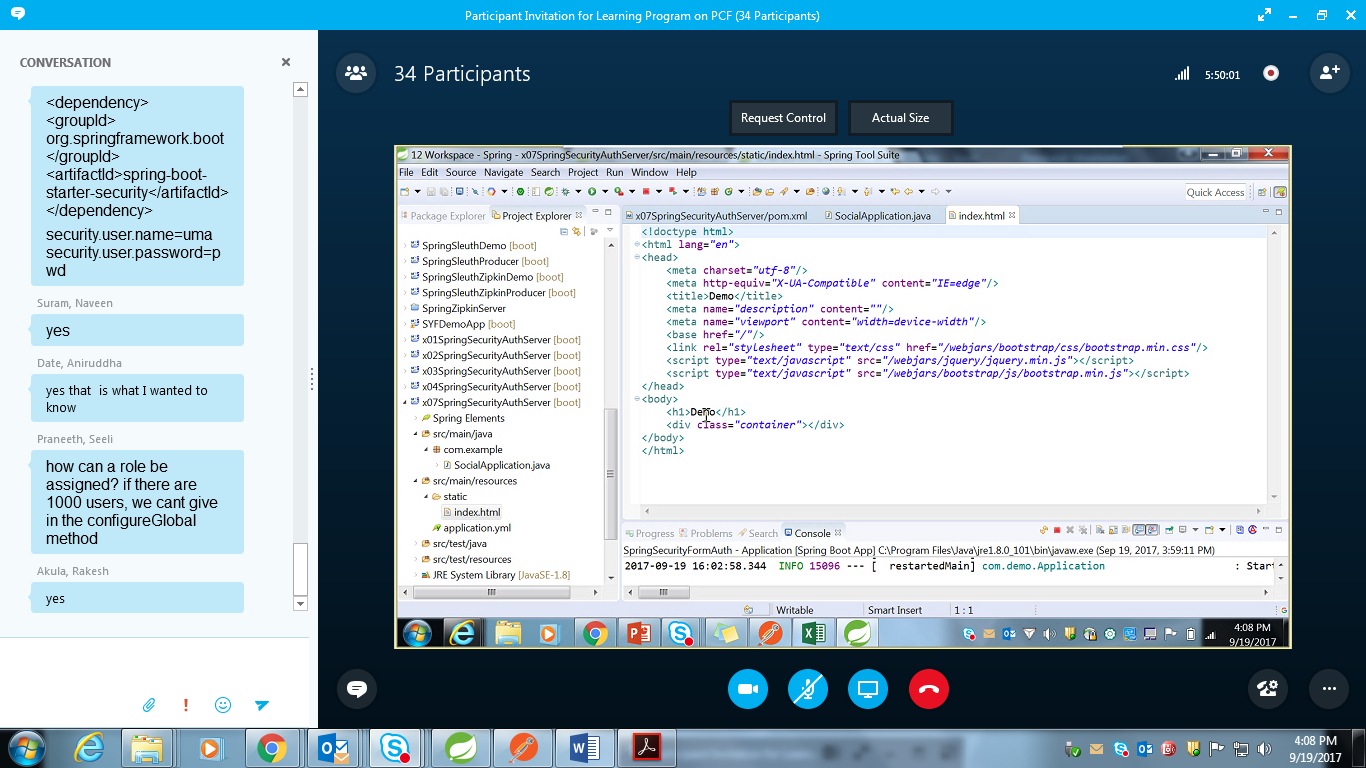 Participant Invitation for Learning Program on PCF (34 Participants)
CONVERSATION
<dependency>
<groupId>
org.springframework.boot
</groupId>
<artifactId>spring-boot-
starter-security</artifactId>
</dependency>
security.user.name=uma
security.user.password=p
wd
Suram, Naveen
yes
Date, Aniruddha
yes that  is what I wanted to
know
Praneeth, Seeli
how can a role be
assigned? if there are
1000 users, we cant give
in the configureGlobal
method
Akula, Rakesh
yes
34 Participants
5:50:01
Request Control
Actual Size
12 Workspace - Spring - x07SpringSecurityAuthServer/src/main/resources/static/index.html - Spring Tool Suite
File Edit Source Navigate Search Project Run Window Help
Quick Access
Package Explorer
Project Explorer
SpringSleuthDemo [boot]
SpringSleuthProducer [boot]
SpringSleuthZipkinDemo [boot]
SpringSleuthZipkinProducer [boot]
SpringZipkinServer
SYFDemoApp [boot]
x01SpringSecurityAuthServer [boot]
x02SpringSecurityAuthServer [boot]
x03SpringSecurityAuthServer [boot]
x04SpringSecurityAuthServer [boot]
x07SpringSecurityAuthServer [boot]
Spring Elements
src/main/java
com.example
SocialApplication.java
src/main/resources
static
index.html
application.yml
src/test/java
src/test/resources
JRE System Library [JavaSE-1.8]
x07SpringSecurityAuthServer/pom.xml
SocialApplication.java
index.html
<!doctype html>
<html lang="en">
<head>
<meta charset="utf-8"/>
<meta http-equiv="X-UA-Compatible" content="IE=edge"/>
<title>Demo</title>
<meta name="description" content=""/>
<meta name="viewport" content="width=device-width"/>
<base href="/"/>
<link rel="stylesheet" type="text/css" href="/webjars/bootstrap/css/bootstrap.min.css"/>
<script type="text/javascript" src="/webjars/jquery/jquery.min.js"></script>
<script type="text/javascript" src="/webjars/bootstrap/js/bootstrap.min.js"></script>
</head>
<body>
<h1>Demo</h1>
<div class="container"></div>
</body>
</html>
Progress
Problems
Search
Console
SpringSecurityFormAuth - Application [Spring Boot App] C:\Program Files\Java\jre1.8.0_101\bin\javaw.exe (Sep 19, 2017, 3:59:11 PM)
2017-09-19 16:02:58.344  INFO 15096 --- [  restartedMain] com.demo.Application : Start
Writable
Smart Insert
1 : 1
4:08 PM
9/19/2017
4:08 PM
9/19/2017